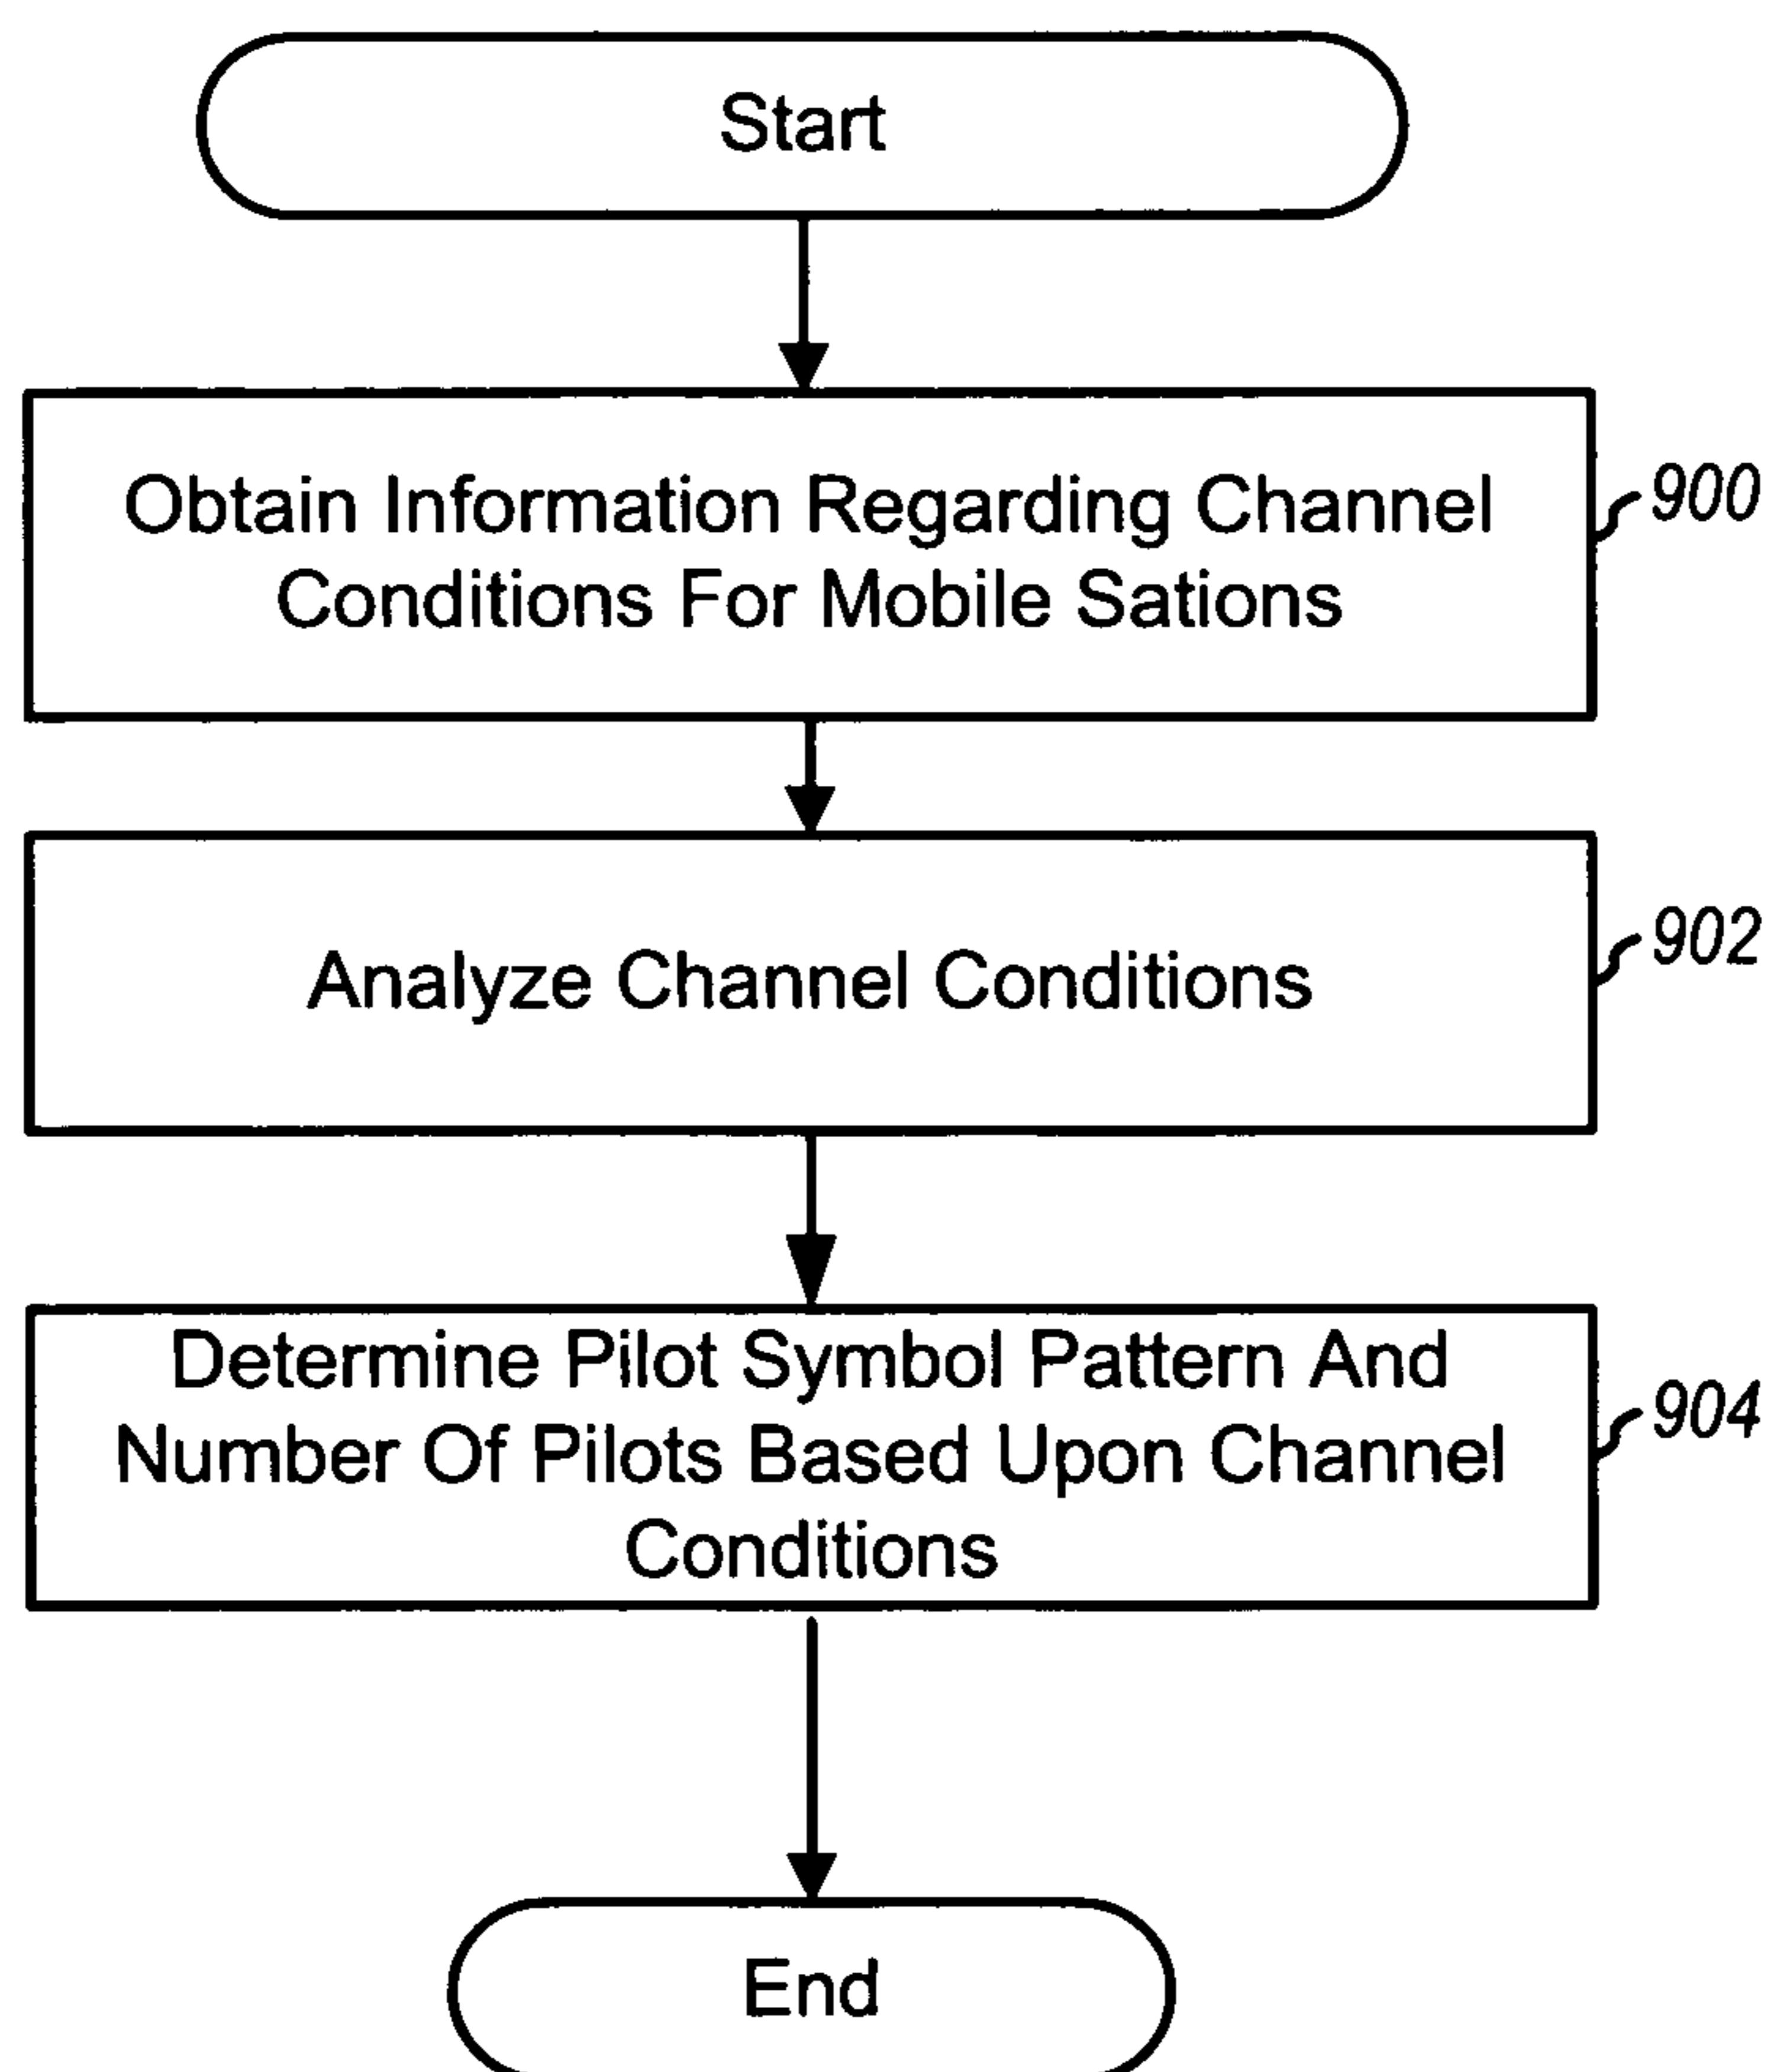 Start
Obtain Information Regarding Channel
Conditions For Mobile Sations
900
Analyze Channel Conditions
902
Determine Pilot Symbol Pattern And
Number Of Pilots Based Upon Channel
Conditions
904
End